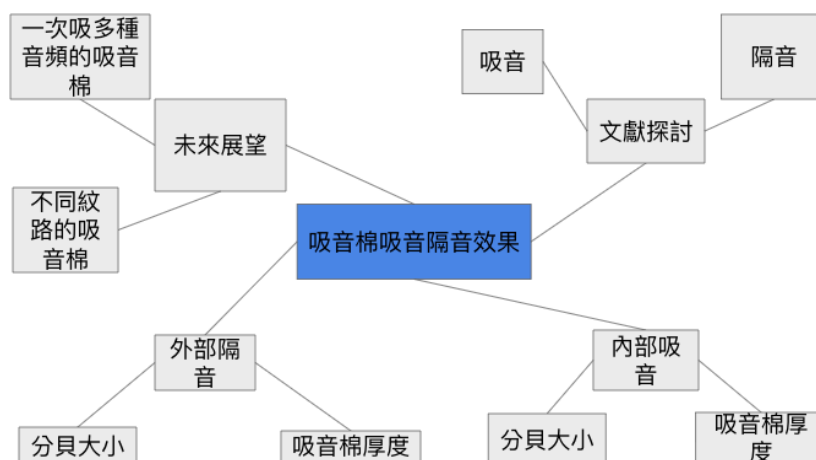 一次吸多種
音頻的吸音
棉
吸音
隔音
未來展望
文獻探討
不同紋
路的吸
音棉
吸音棉吸音隔音效果
外部隔
音
內部吸
音
分貝大小
吸音棉厚度
分貝大小
吸音棉厚
度